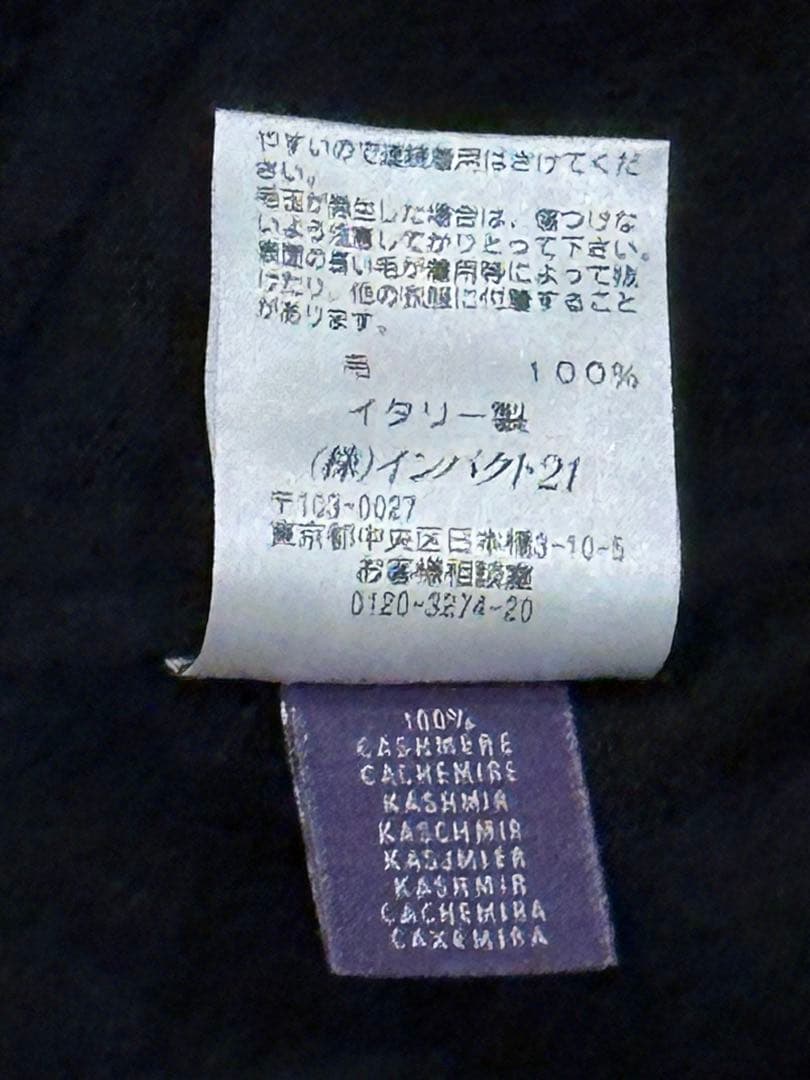 やすいので連続着用はさけてくだ
さい。
毛玉が発生した場合は、傷つけな
いよう注意してかりとって下さい。
表面の長い毛が着用時によって抜
けたり、他の衣服に付着すること
があります。
100%
イタリー製
(株)インパクト21
〒103-0027
東京都中央区日本橋3-10-5
お客様相談室
0120-3274-20
100%
CASHMERE
CACHEMIRE
KASHMIR
KASCHMIR
KASJMIER
KASHMIR
CACHEMIRA
CAXEMIRA